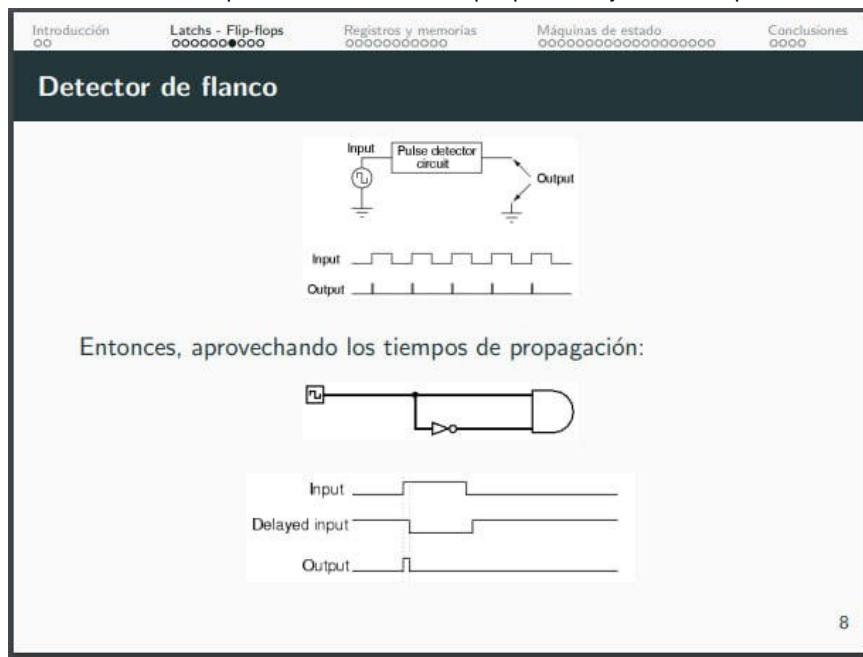 Introducción
Latchs - Flip-flops
Registros y memorias
Máquinas de estado
Conclusiones
Detector de flanco
Input
Pulse detector
circuit
Output
Input
Output
Entonces, aprovechando los tiempos de propagación:
Input
Delayed input
Output
8